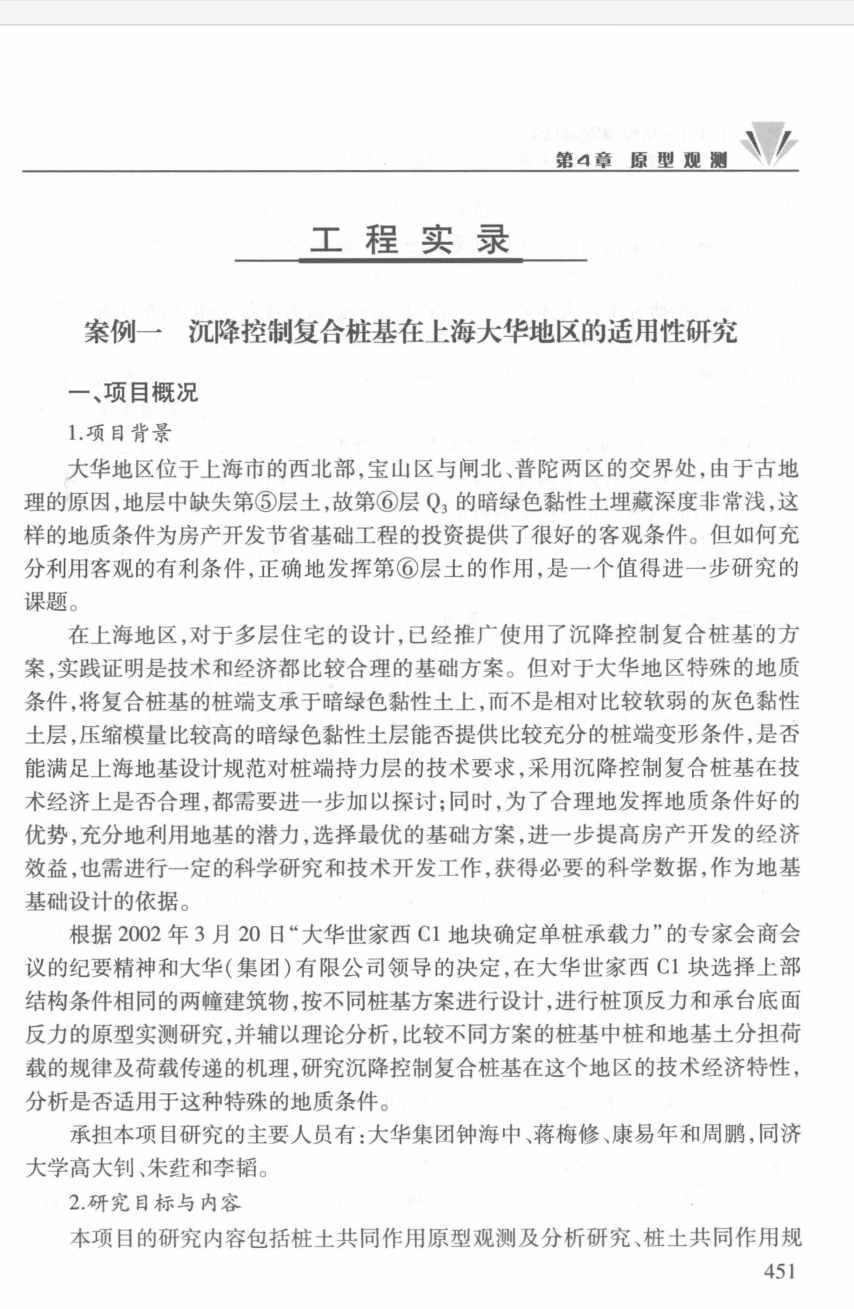 第4章 原型观测
工程实录
案例一 沉降控制复合桩基在上海大华地区的适用性研究
一、项目概况
1.项目背景
大华地区位于上海市的西北部,宝山区与闸北、普陀两区的交界处,由于古地
理的原因,地层中缺失第⑤层土,故第⑥层 Q₃ 的暗绿色黏性土埋藏深度非常浅,这
样的地质条件为房产开发节省基础工程的投资提供了很好的客观条件。但如何充
分利用客观的有利条件,正确地发挥第⑥层土的作用,是一个值得进一步研究的
课题。
在上海地区,对于多层住宅的设计,已经推广使用了沉降控制复合桩基的方
案,实践证明是技术和经济都比较合理的基础方案。但对于大华地区特殊的地质
条件,将复合桩基的桩端支承于暗绿色黏性土上,而不是相对比较软弱的灰色黏性
土层,压缩模量比较高的暗绿色黏性土层能否提供比较充分的桩端变形条件,是否
能满足上海地基设计规范对桩端持力层的技术要求,采用沉降控制复合桩基在技
术经济上是否合理,都需要进一步加以探讨;同时,为了合理地发挥地质条件好的
优势,充分地利用地基的潜力,选择最优的基础方案,进一步提高房产开发的经济
效益,也需进行一定的科学研究和技术开发工作,获得必要的科学数据,作为地基
基础设计的依据。
根据 2002 年 3 月 20 日“大华世家西 C1 地块确定单桩承载力”的专家会商会
议的纪要精神和大华(集团)有限公司领导的决定,在大华世家西 C1 块选择上部
结构条件相同的两幢建筑物,按不同桩基方案进行设计,进行桩顶反力和承台底面
反力的原型实测研究,并辅以理论分析,比较不同方案的桩基中桩和地基土分担荷
载的规律及荷载传递的机理,研究沉降控制复合桩基在这个地区的技术经济特性,
分析是否适用于这种特殊的地质条件。
承担本项目研究的主要人员有:大华集团钟海中、蒋梅修、康易年和周鹏,同济
大学高大钊、朱荭和李韬。
2.研究目标与内容
本项目的研究内容包括桩土共同作用原型观测及分析研究、桩土共同作用规
451